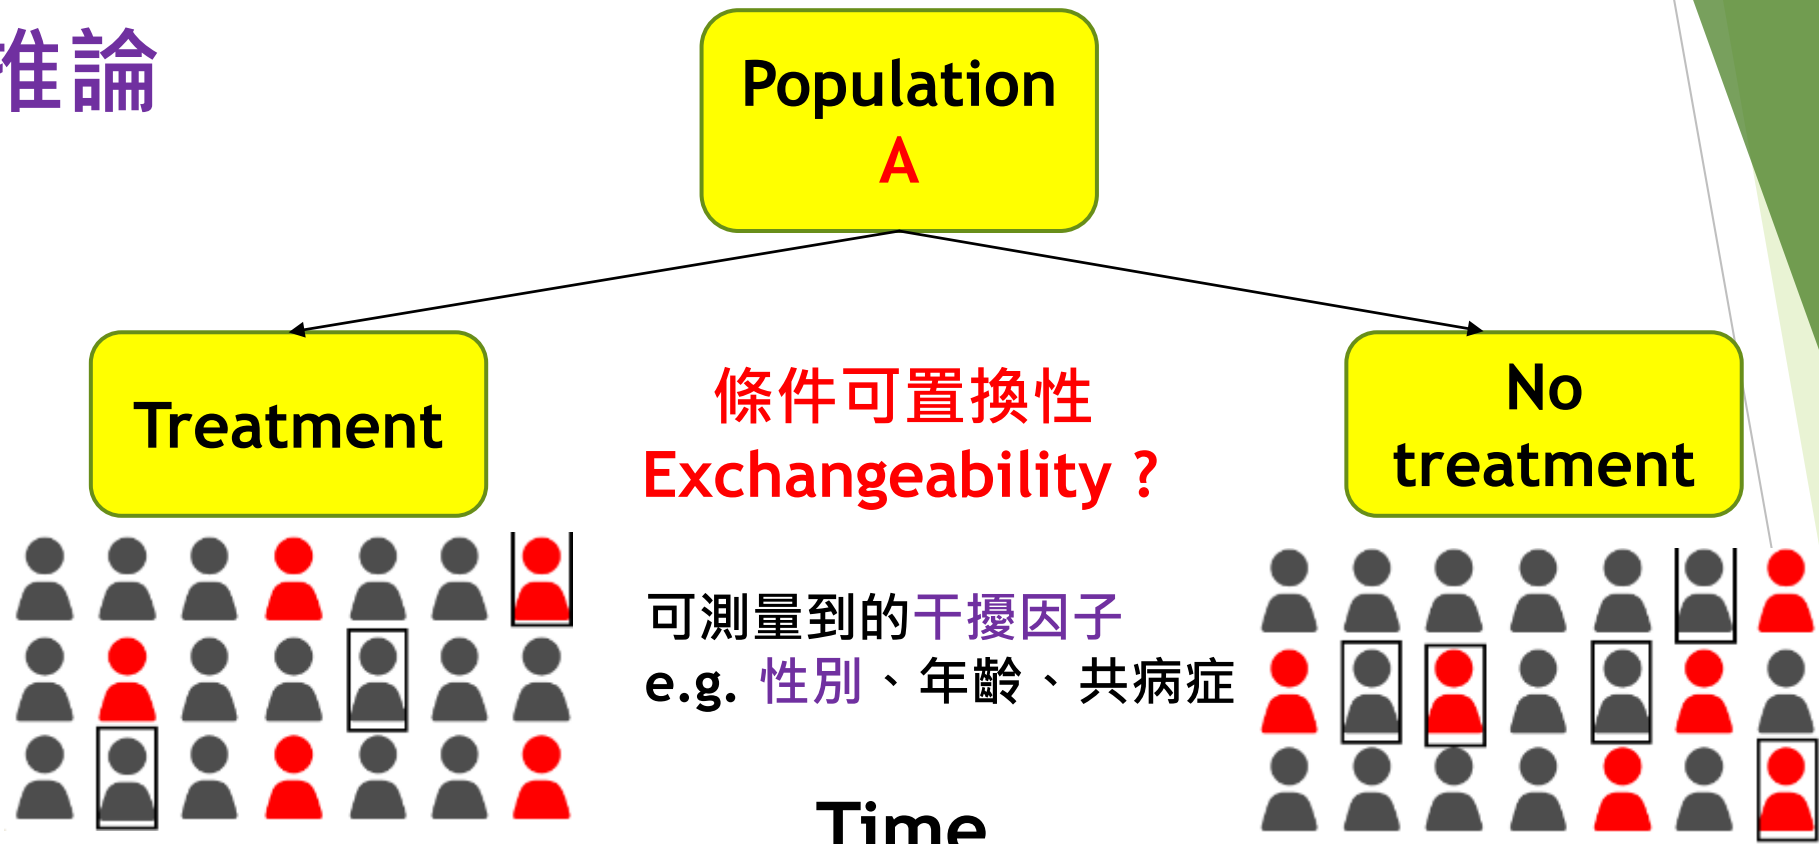 推論
Population
A
Treatment
條件可置換性
Exchangeability ?
No
treatment
可測量到的干擾因子
e.g. 性別、年齡、共病症
Time